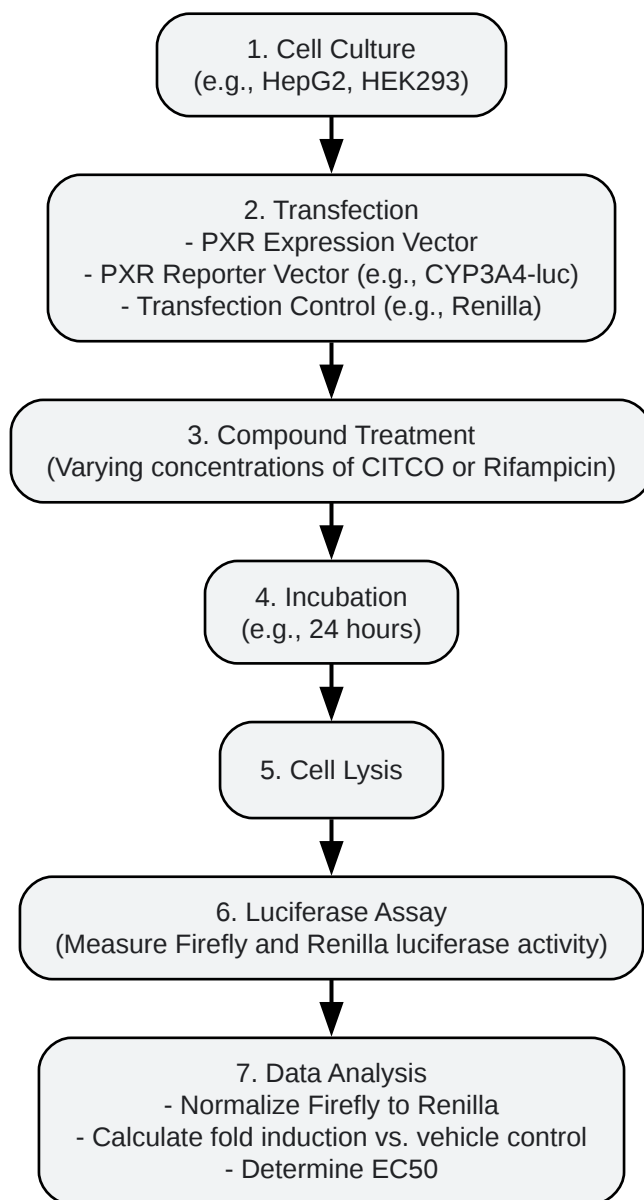 1. Cell Culture
(e.g., HepG2, HEK293)
2. Transfection
- PXR Expression Vector
- PXR Reporter Vector (e.g., CYP3A4-luc)
- Transfection Control (e.g., Renilla)
3. Compound Treatment
(Varying concentrations of CITCO or Rifampicin)
4. Incubation
(e.g., 24 hours)
5. Cell Lysis
6. Luciferase Assay
(Measure Firefly and Renilla luciferase activity)
7. Data Analysis
- Normalize Firefly to Renilla
- Calculate fold induction vs. vehicle control
- Determine EC50